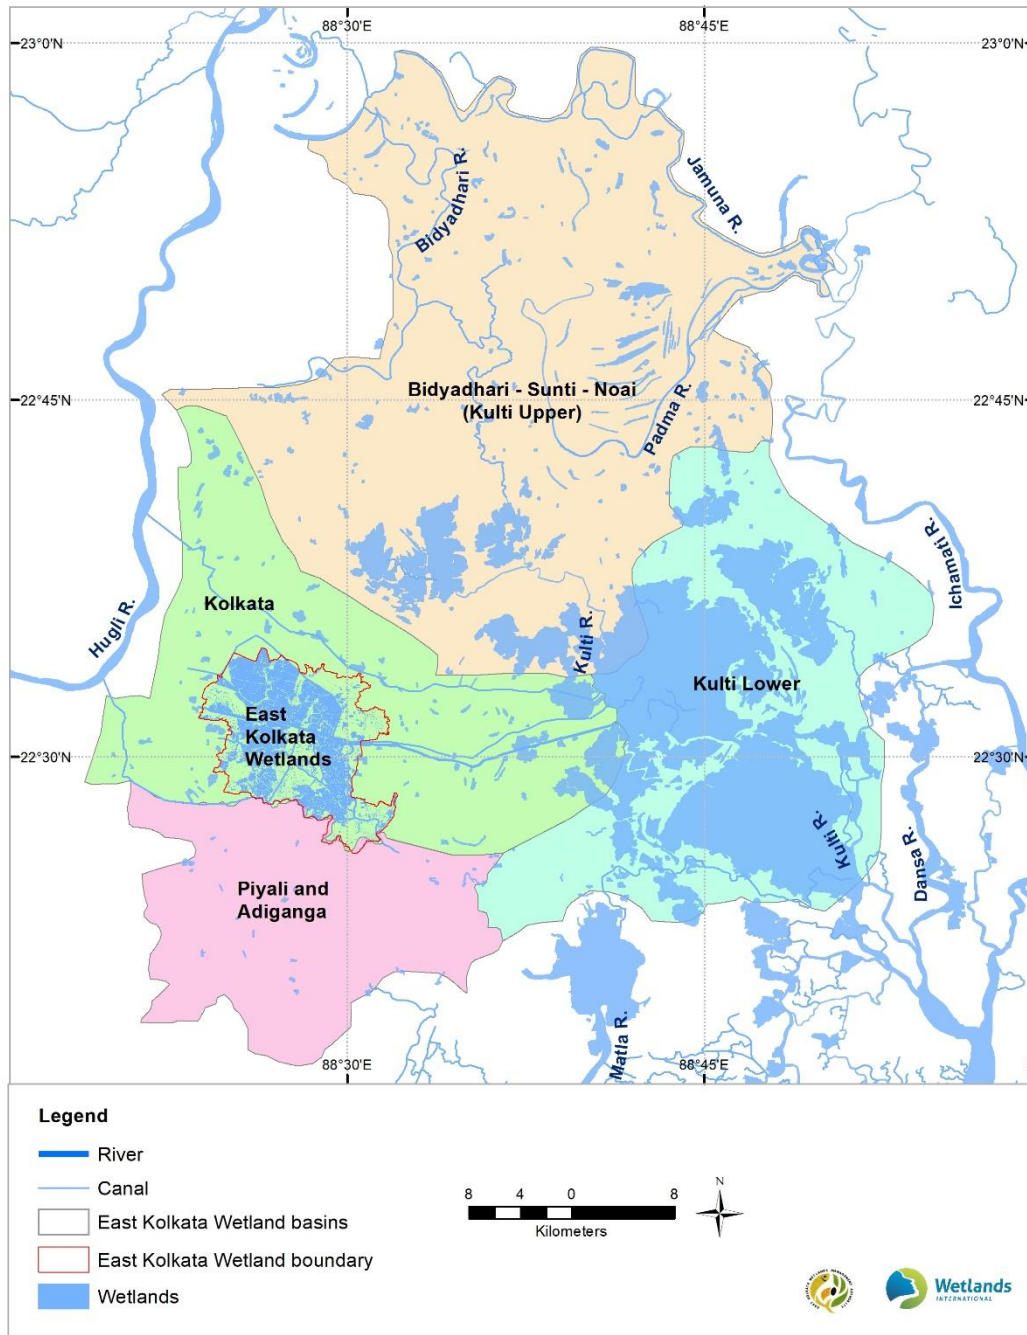 88°30'E
88°45'E
23°0'N
23°0'N
Bidyadhari R.
Jamuna R.
Bidyadhari - Sunti - Noai
(Kulti Upper)
Padma R.
22°45'N
22°45'N
Ichamati R.
Hugli R.
Kolkata
Kulti R.
Kulti Lower
East
Kolkata
Wetlands
22°30'N
22°30'N
Kulti R.
Dansa R.
Piyali and
Adiganga
Matla R.
88°30'E
88°45'E
Legend
River
Canal
East Kolkata Wetland basins
East Kolkata Wetland boundary
Wetlands
8 4 0 8
Kilometers
N
Wetlands
INTERNATIONAL